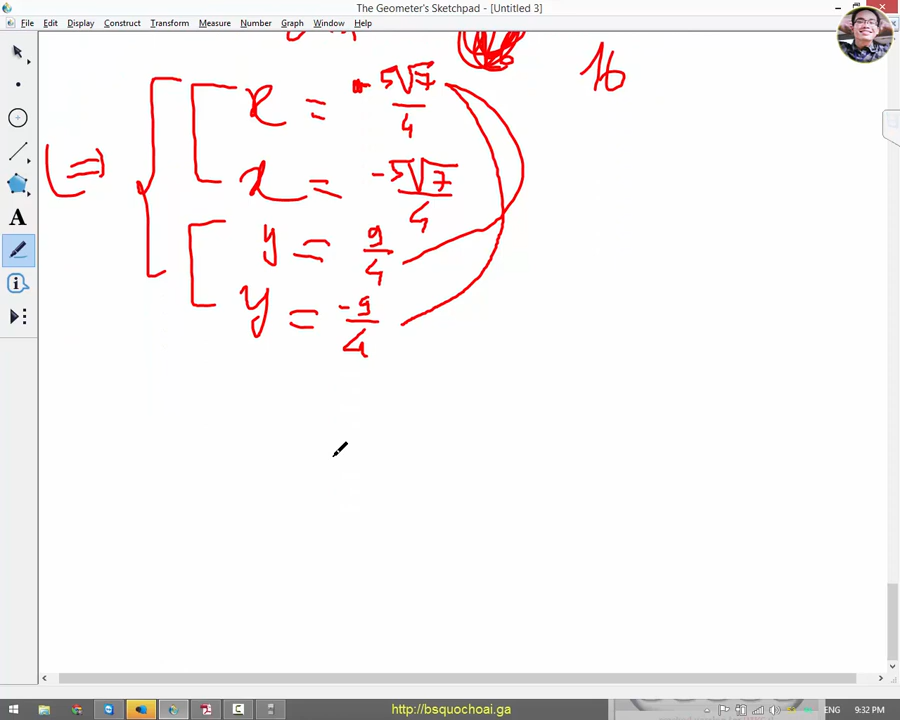 The Geometer's Sketchpad - [Untitled 3]
File Edit Display Construct Transform Measure Number Graph Window Help
16
x = 5√7/4
⇔
x = -5√7/4
y = 9/4
y = -9/4
A
http://bsquochoai.ga
ENG 9:32 PM